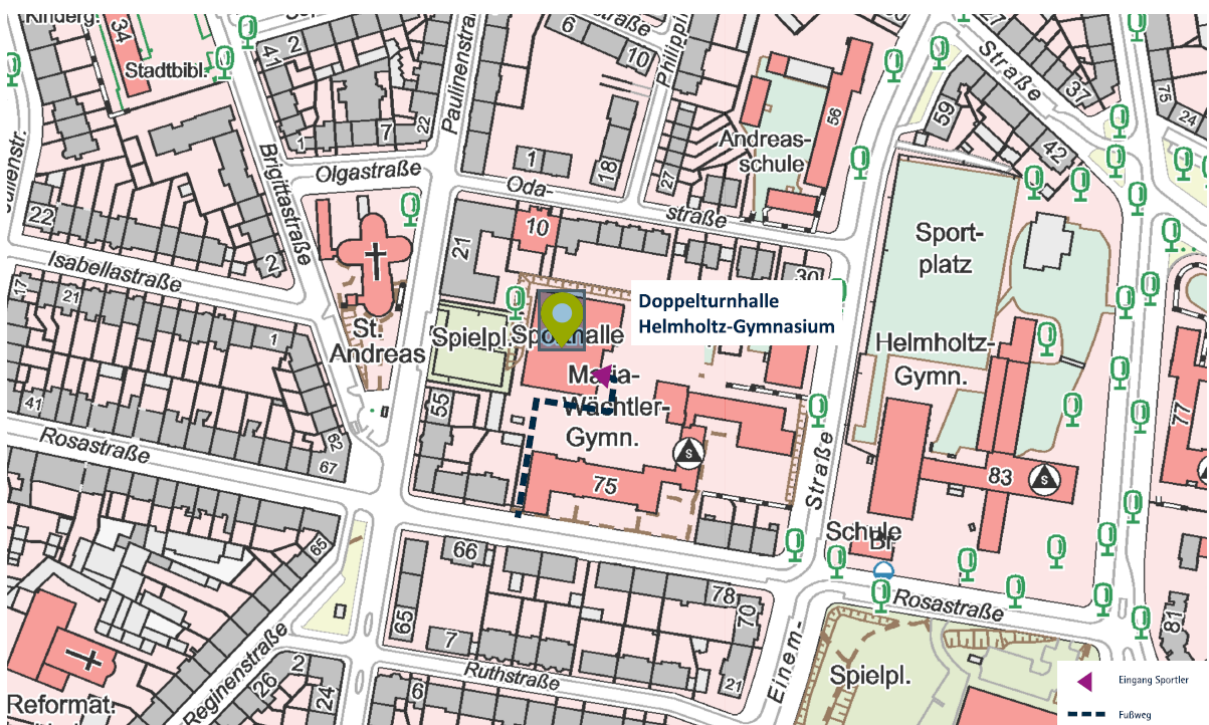 Kinderg.
34
Stadtbibl.
41
2
1
7
22
Paulinenstraße
6
10
18
1
27
Andreas-
schule
56
59
42
37
75
24
Straße
Olgastraße
Brigittastraße
Oda-
straße
22
2
Isabellastraße
17
21
1
St.
Andreas
21
10
30
Spielpl.
Sporthalle
Doppelturnhalle
Helmholtz-Gymnasium
Maria-
Wächtler-
Gymn.
S
75
Sport-
platz
Helmholtz-
Gymn.
83
S
77
41
Rosastraße
63
67
55
65
66
65
7
78
70
21
Straße
Einem-
Schule
Rosastraße
81
Ruthstraße
Reginenstraße
26
2
24
6
Reformat.
Spielpl.
Eingang Sportler
Fußweg